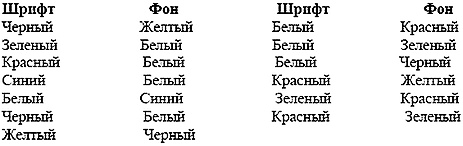 Шрифт Фон Шрифт Фон
Черный Желтый Белый Красный
Зеленый Белый Белый Зеленый
Красный Белый Белый Черный
Синий Белый Красный Желтый
Белый Синий Зеленый Красный
Черный Белый Красный Зеленый
Желтый Черный